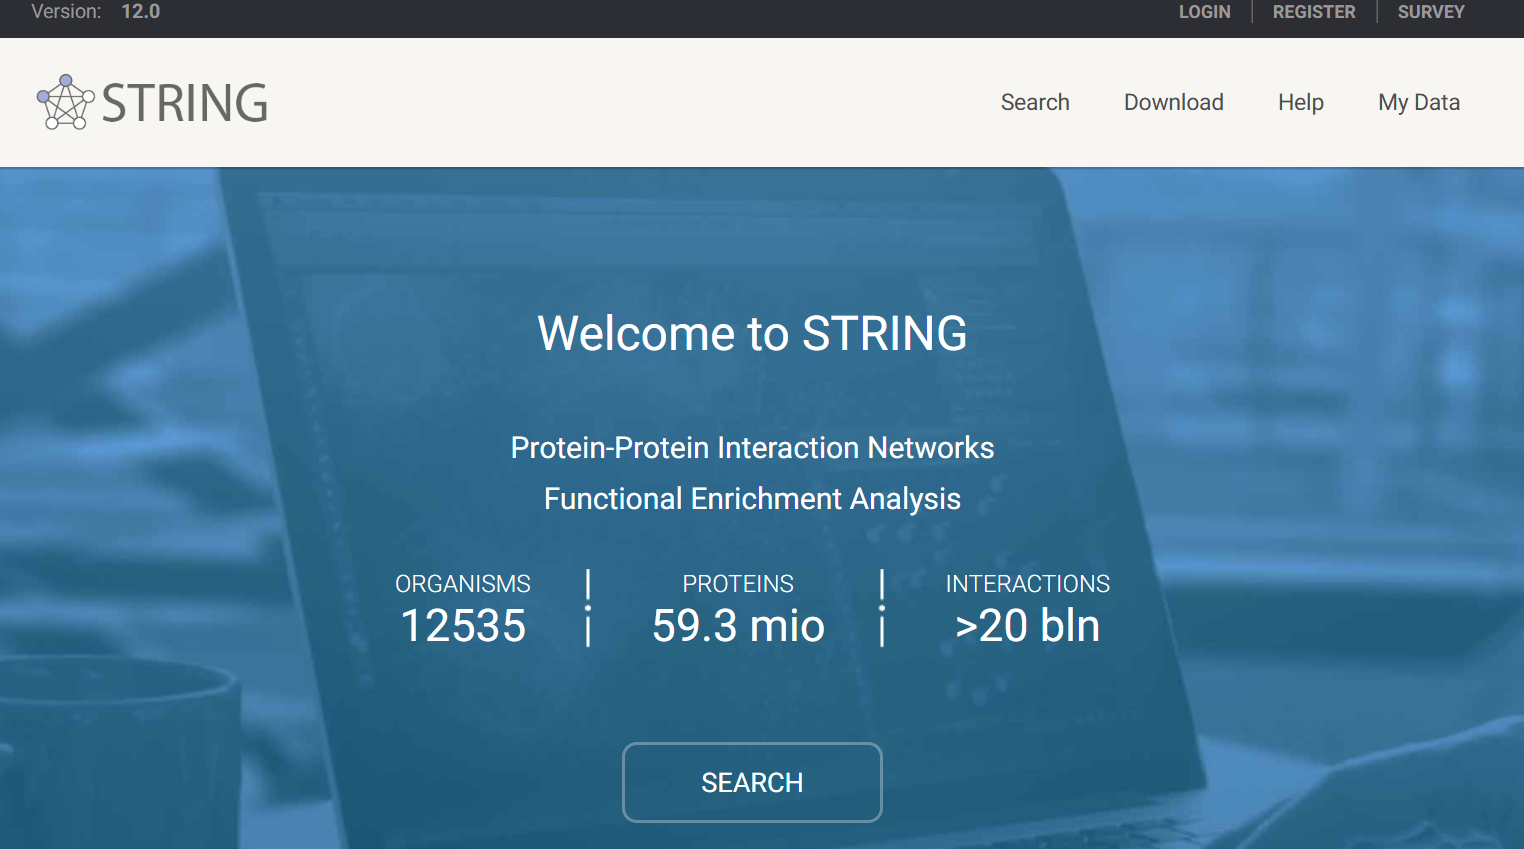 Version: 12.0 LOGIN REGISTER SURVEY
STRING Search Download Help My Data
Welcome to STRING
Protein-Protein Interaction Networks
Functional Enrichment Analysis
ORGANISMS PROTEINS INTERACTIONS
12535 59.3 mio >20 bln
SEARCH